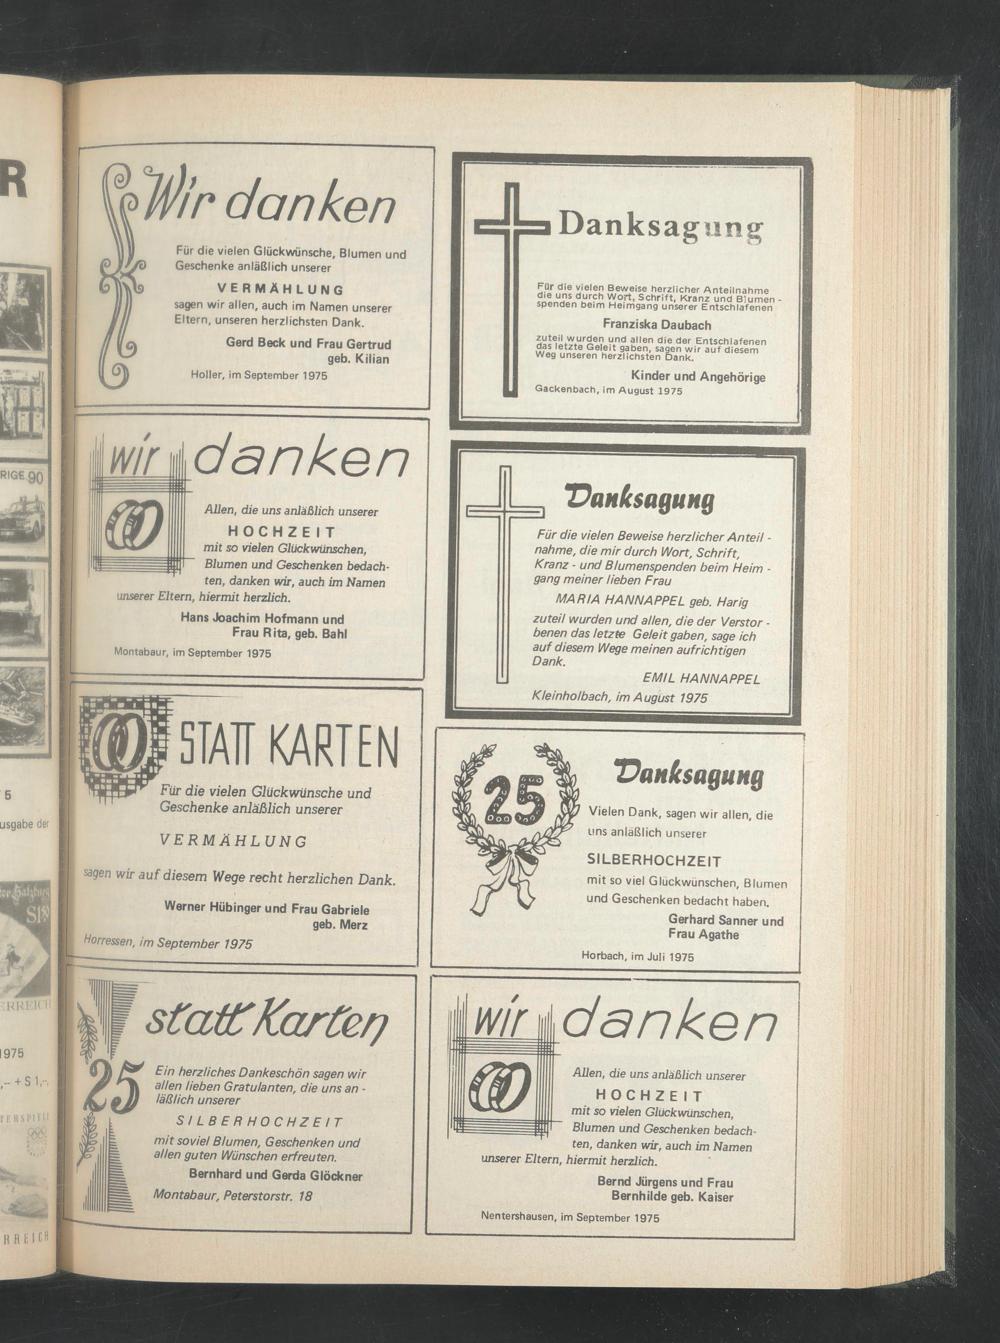 R
RIGE 90
5
usgabe der
SI
ERREICH
1975
,-- + S 1,--
RREICH
Wir danken
Für die vielen Glückwünsche, Blumen und
Geschenke anläßlich unserer
VERMÄHLUNG
sagen wir allen, auch im Namen unserer
Eltern, unseren herzlichsten Dank.
Gerd Beck und Frau Gertrud
geb. Kilian
Holler, im September 1975
wir danken
Allen, die uns anläßlich unserer
HOCHZEIT
mit so vielen Glückwünschen,
Blumen und Geschenken bedach-
ten, danken wir, auch im Namen
unserer Eltern, hiermit herzlich.
Hans Joachim Hofmann und
Frau Rita, geb. Bahl
Montabaur, im September 1975
STATT KARTEN
Für die vielen Glückwünsche und
Geschenke anläßlich unserer
VERMÄHLUNG
sagen wir auf diesem Wege recht herzlichen Dank.
Werner Hübinger und Frau Gabriele
geb. Merz
Horressen, im September 1975
statt Karten
25
Ein herzliches Dankeschön sagen wir
allen lieben Gratulanten, die uns an -
läßlich unserer
SILBERHOCHZEIT
mit soviel Blumen, Geschenken und
allen guten Wünschen erfreuten.
Bernhard und Gerda Glöckner
Montabaur, Peterstorstr. 18
Danksagung
Für die vielen Beweise herzlicher Anteilnahme
die uns durch Wort, Schrift, Kranz und Blumen -
spenden beim Heimgang unserer Entschlafenen
Franziska Daubach
zuteil wurden und allen die der Entschlafenen
das letzte Geleit gaben, sagen wir auf diesem
Weg unseren herzlichsten Dank.
Kinder und Angehörige
Gackenbach, im August 1975
Danksagung
Für die vielen Beweise herzlicher Anteil -
nahme, die mir durch Wort, Schrift,
Kranz - und Blumenspenden beim Heim -
gang meiner lieben Frau
MARIA HANNAPPEL geb. Harig
zuteil wurden und allen, die der Verstor -
benen das letzte Geleit gaben, sage ich
auf diesem Wege meinen aufrichtigen
Dank.
EMIL HANNAPPEL
Kleinholbach, im August 1975
25
Danksagung
Vielen Dank, sagen wir allen, die
uns anläßlich unserer
SILBERHOCHZEIT
mit so viel Glückwünschen, Blumen
und Geschenken bedacht haben.
Gerhard Sanner und
Frau Agathe
Horbach, im Juli 1975
wir danken
Allen, die uns anläßlich unserer
HOCHZEIT
mit so vielen Glückwünschen,
Blumen und Geschenken bedach-
ten, danken wir, auch im Namen
unserer Eltern, hiermit herzlich.
Bernd Jürgens und Frau
Bernhilde geb. Kaiser
Nentershausen, im September 1975